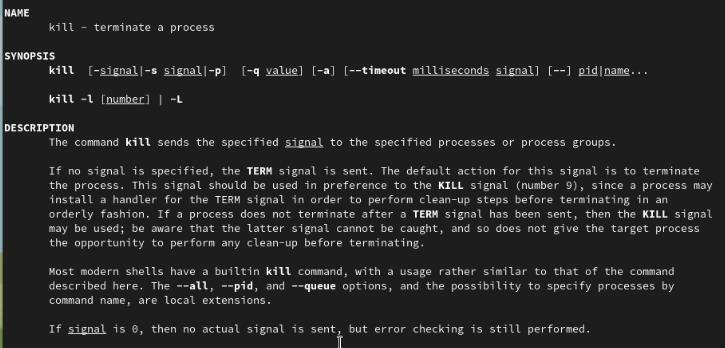 NAME
kill - terminate a process
SYNOPSIS
kill [-signal|-s signal|-p] [-q value] [-a] [--timeout milliseconds signal] [--] pid|name...
kill -l [number] | -L
DESCRIPTION
The command kill sends the specified signal to the specified processes or process groups.
If no signal is specified, the TERM signal is sent. The default action for this signal is to terminate
the process. This signal should be used in preference to the KILL signal (number 9), since a process may
install a handler for the TERM signal in order to perform clean-up steps before terminating in an
orderly fashion. If a process does not terminate after a TERM signal has been sent, then the KILL signal
may be used; be aware that the latter signal cannot be caught, and so does not give the target process
the opportunity to perform any clean-up before terminating.
Most modern shells have a builtin kill command, with a usage rather similar to that of the command
described here. The --all, --pid, and --queue options, and the possibility to specify processes by
command name, are local extensions.
If signal is 0, then no actual signal is sent, but error checking is still performed.